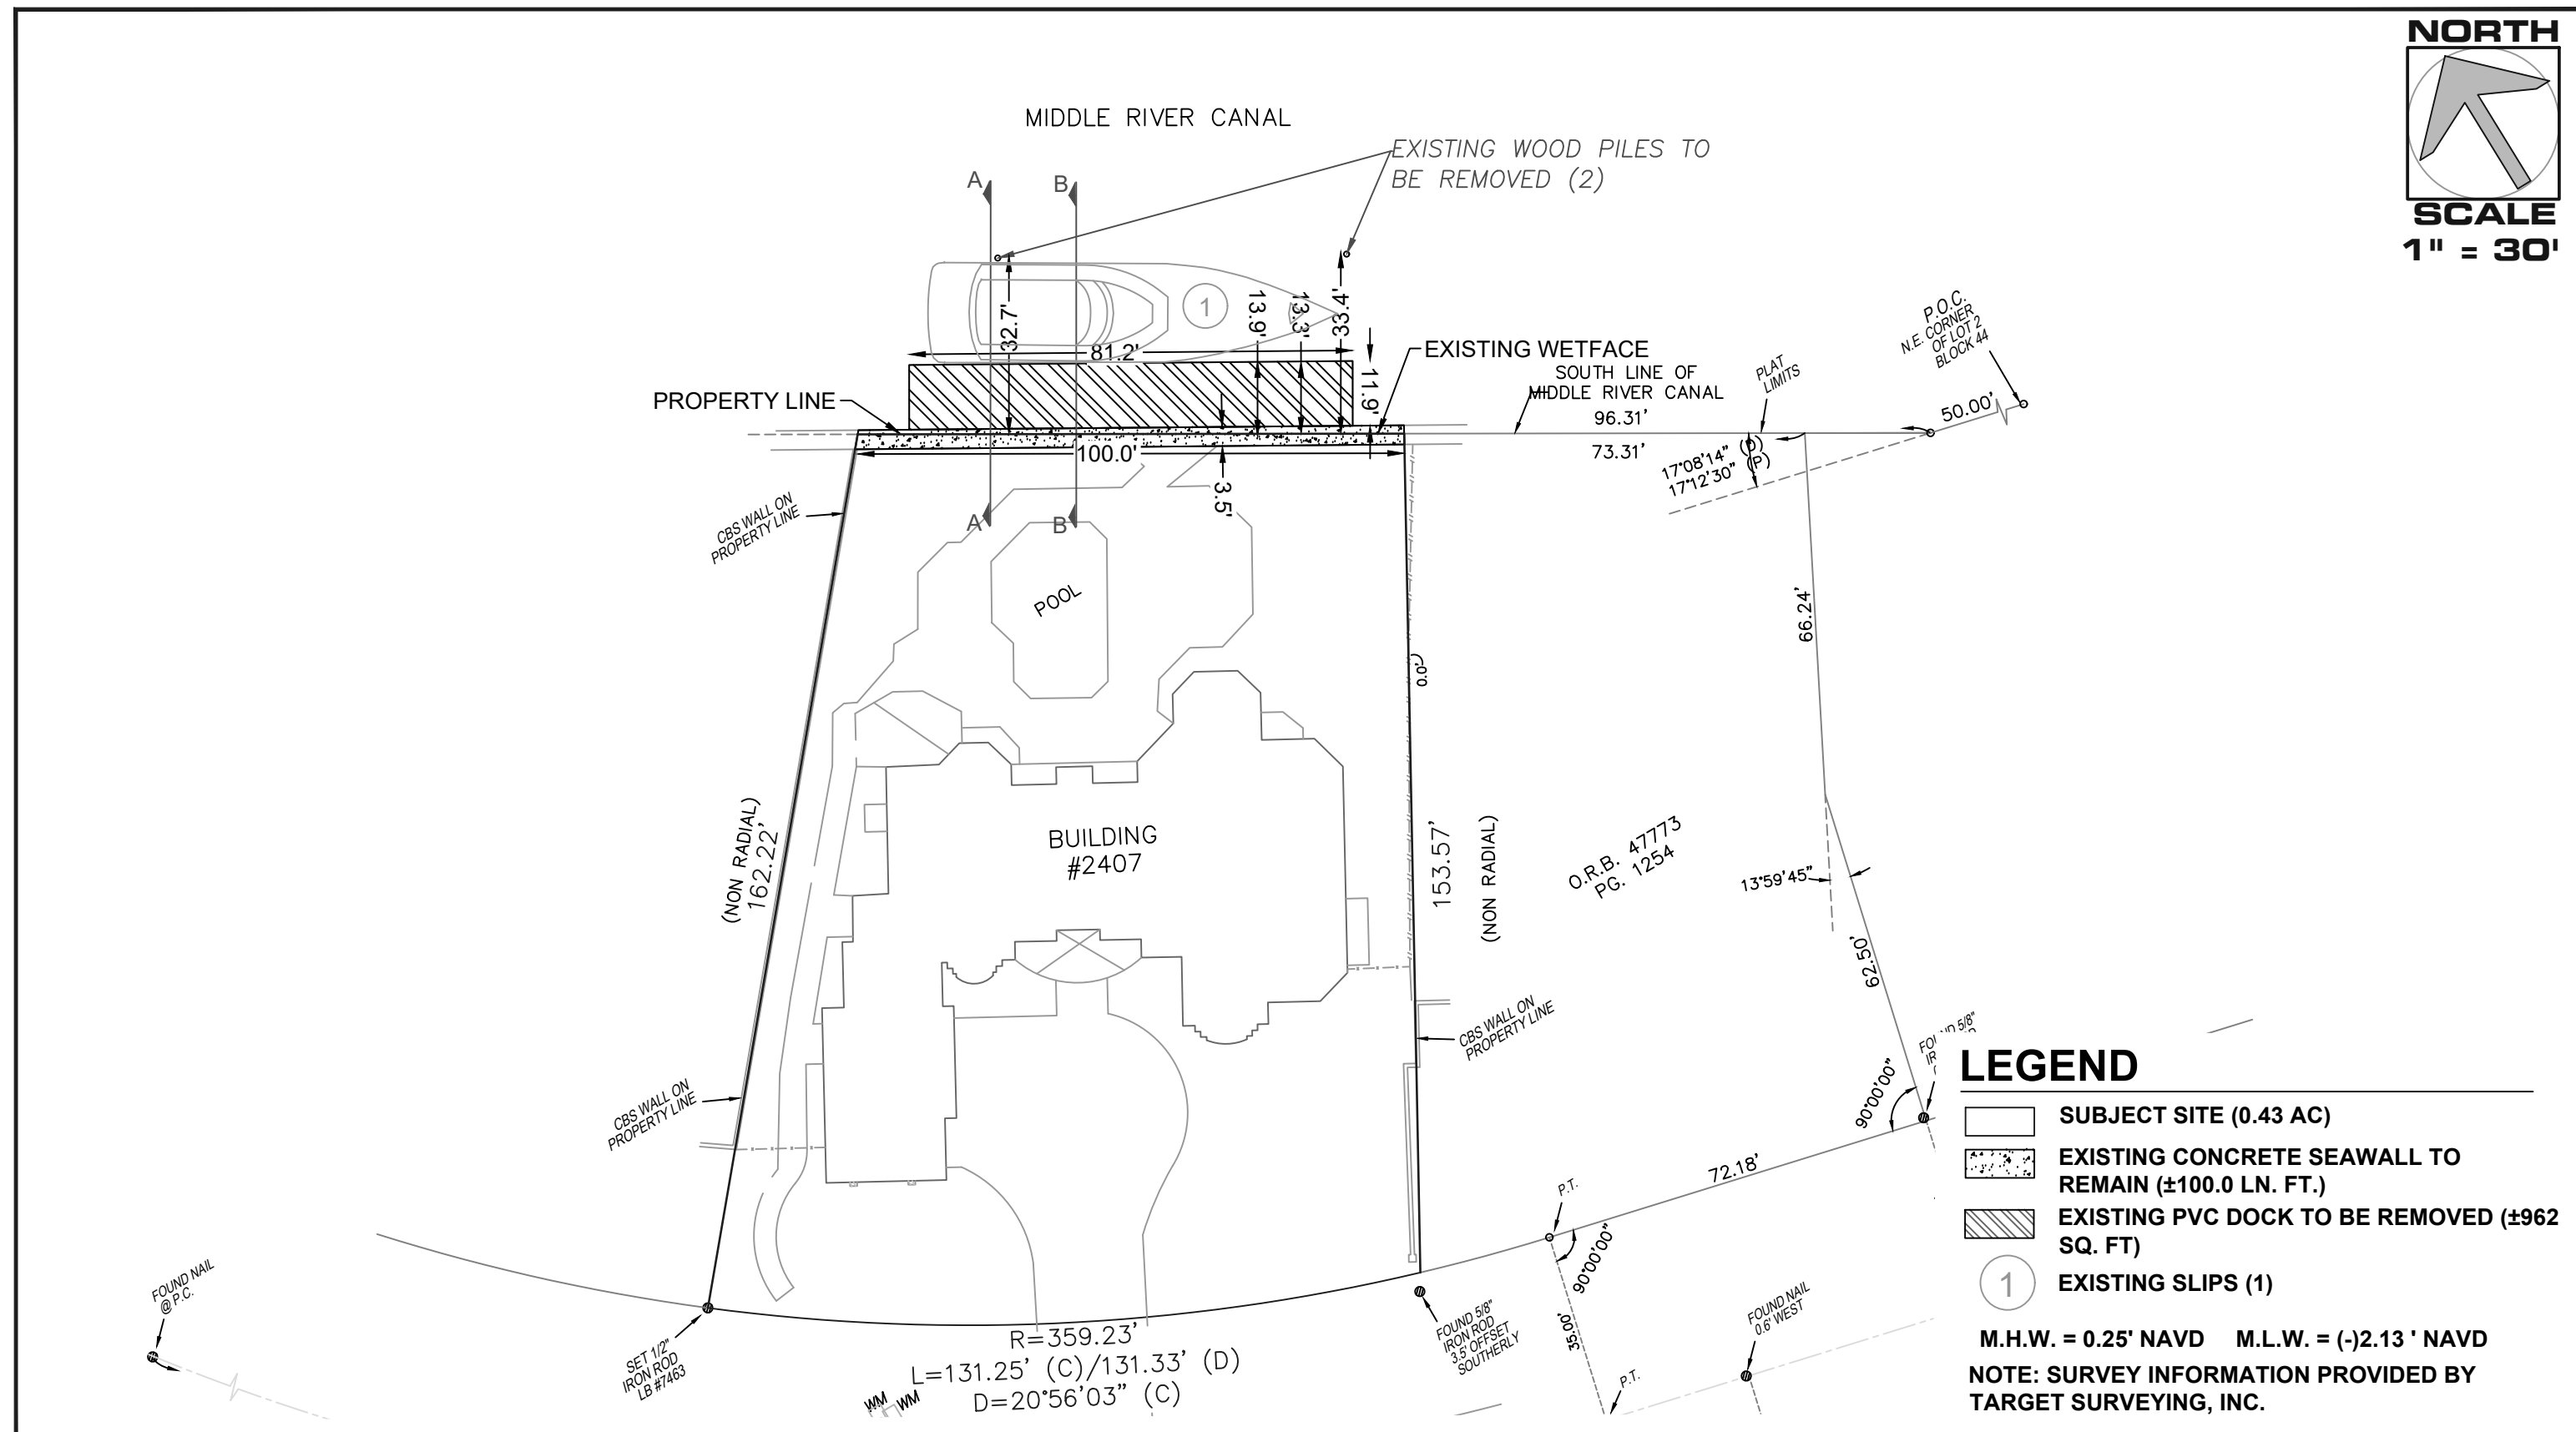 NORTH
SCALE
1" = 30'
MIDDLE RIVER CANAL
EXISTING WOOD PILES TO
BE REMOVED (2)
A
B
1
32.7'
13.9'
13.3'
33.4'
81.2'
11.9'
EXISTING WETFACE
PROPERTY LINE
SOUTH LINE OF
MIDDLE RIVER CANAL
96.31'
73.31'
PLAT
LIMITS
P.O.C.
N.E. CORNER
OF LOT 2
BLOCK 44
50.00'
17°08'14" (D)
17°12'30" (P)
100.0'
3.5'
A
B
CBS WALL ON
PROPERTY LINE
POOL
0.0'
66.24'
(NON RADIAL)
162.22'
BUILDING
#2407
153.57'
(NON RADIAL)
O.R.B. 47773
PG. 1254
13°59'45"
62.50'
CBS WALL ON
PROPERTY LINE
CBS WALL ON
PROPERTY LINE
90°00'00"
72.18'
P.T.
90°00'00"
35.00'
P.T.
FOUND NAIL
0.6' WEST
FOUND 5/8"
IRON ROD
3.5' OFFSET
SOUTHERLY
FOUND NAIL
@ P.C.
SET 1/2"
IRON ROD
LB #7463
R=359.23'
L=131.25' (C)/131.33' (D)
D=20°56'03" (C)
WM WM
LEGEND
SUBJECT SITE (0.43 AC)
EXISTING CONCRETE SEAWALL TO
REMAIN (±100.0 LN. FT.)
EXISTING PVC DOCK TO BE REMOVED (±962
SQ. FT)
1 EXISTING SLIPS (1)
M.H.W. = 0.25' NAVD M.L.W. = (-)2.13 ' NAVD
NOTE: SURVEY INFORMATION PROVIDED BY
TARGET SURVEYING, INC.